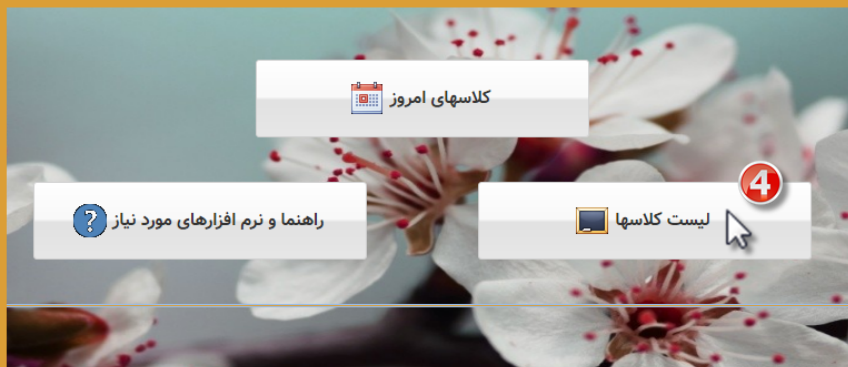 کلاسهای امروز
4
لیست کلاسها
راهنما و نرم افزارهای مورد نیاز